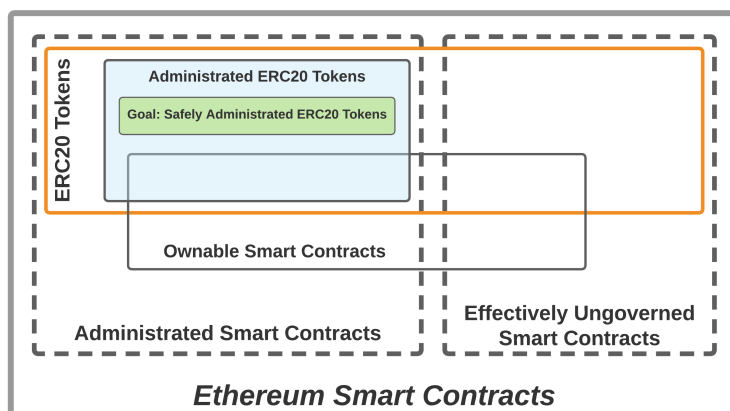 ERC20 Tokens
Administrated ERC20 Tokens
Goal: Safely Administrated ERC20 Tokens
Ownable Smart Contracts
Administrated Smart Contracts
Effectively Ungoverned
Smart Contracts
Ethereum Smart Contracts